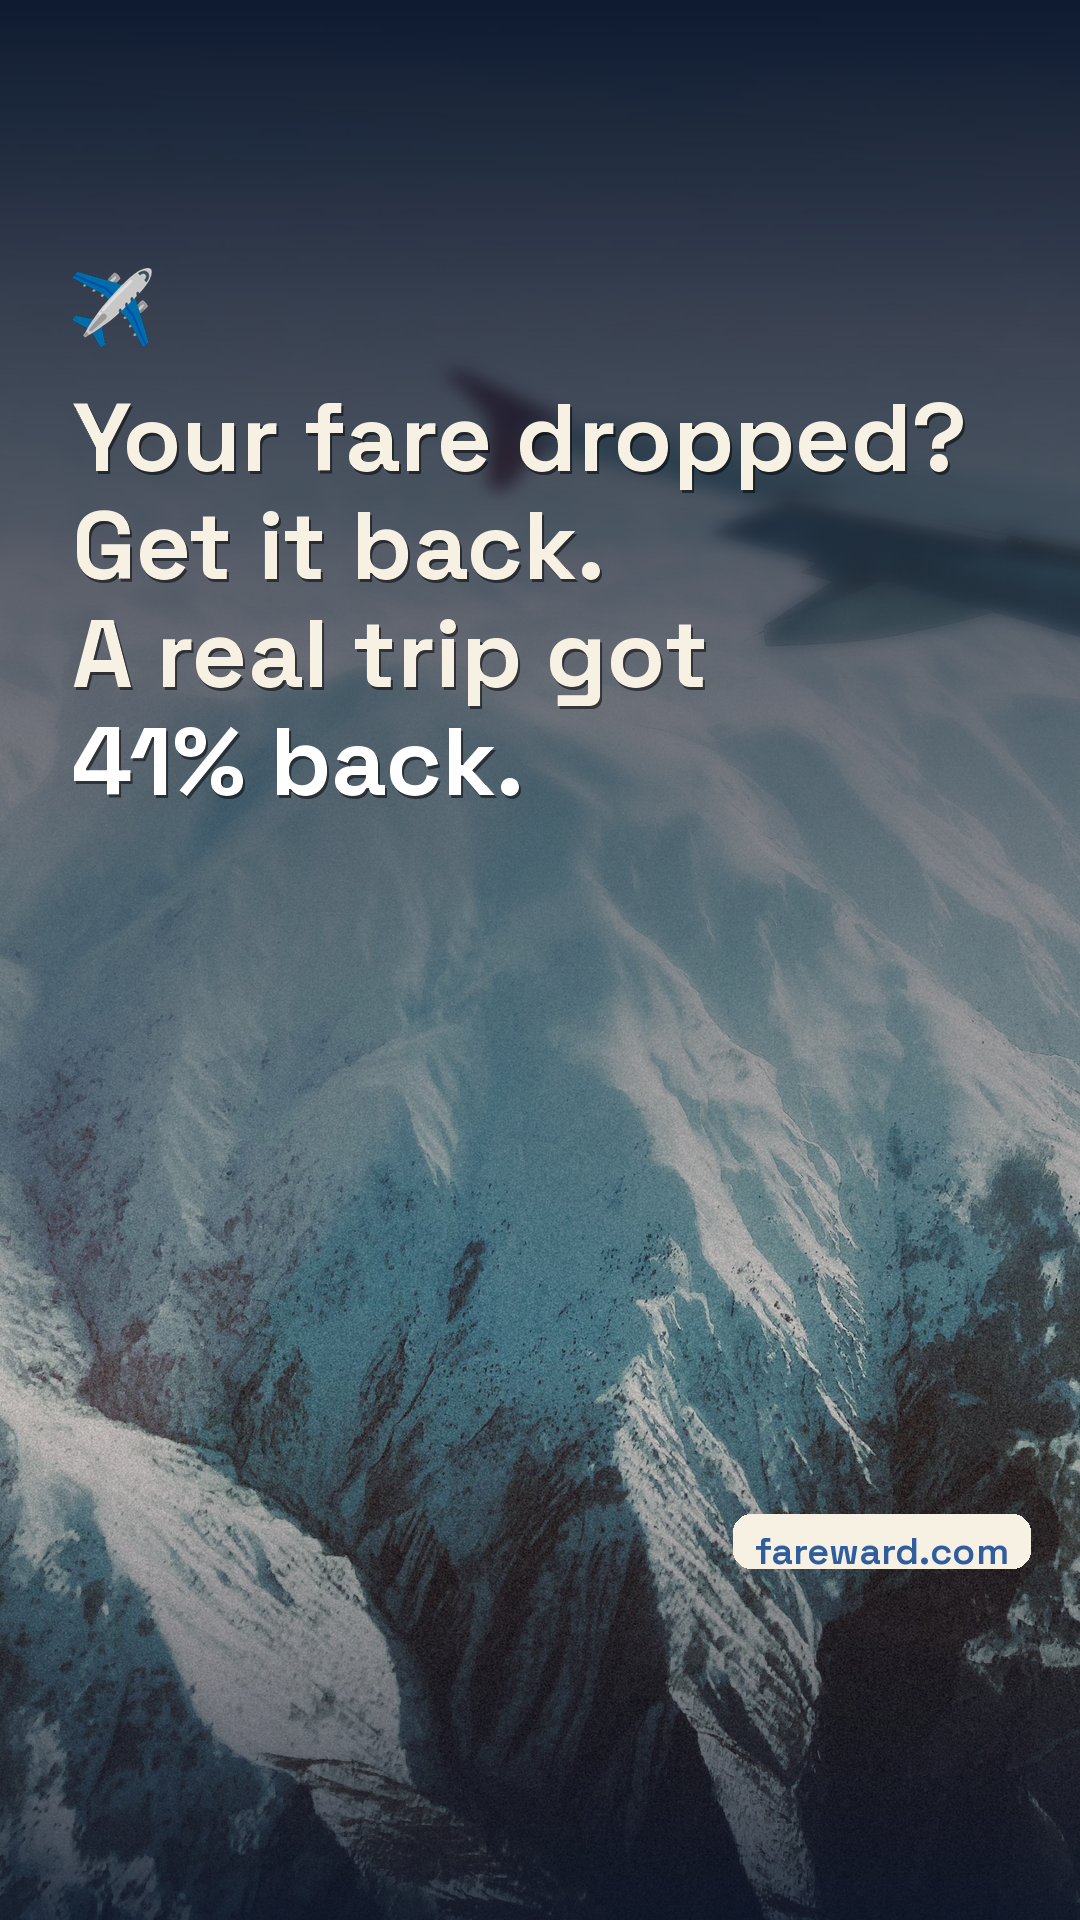 Your fare dropped?
Get it back.
A real trip got
41% back.
fareward.com